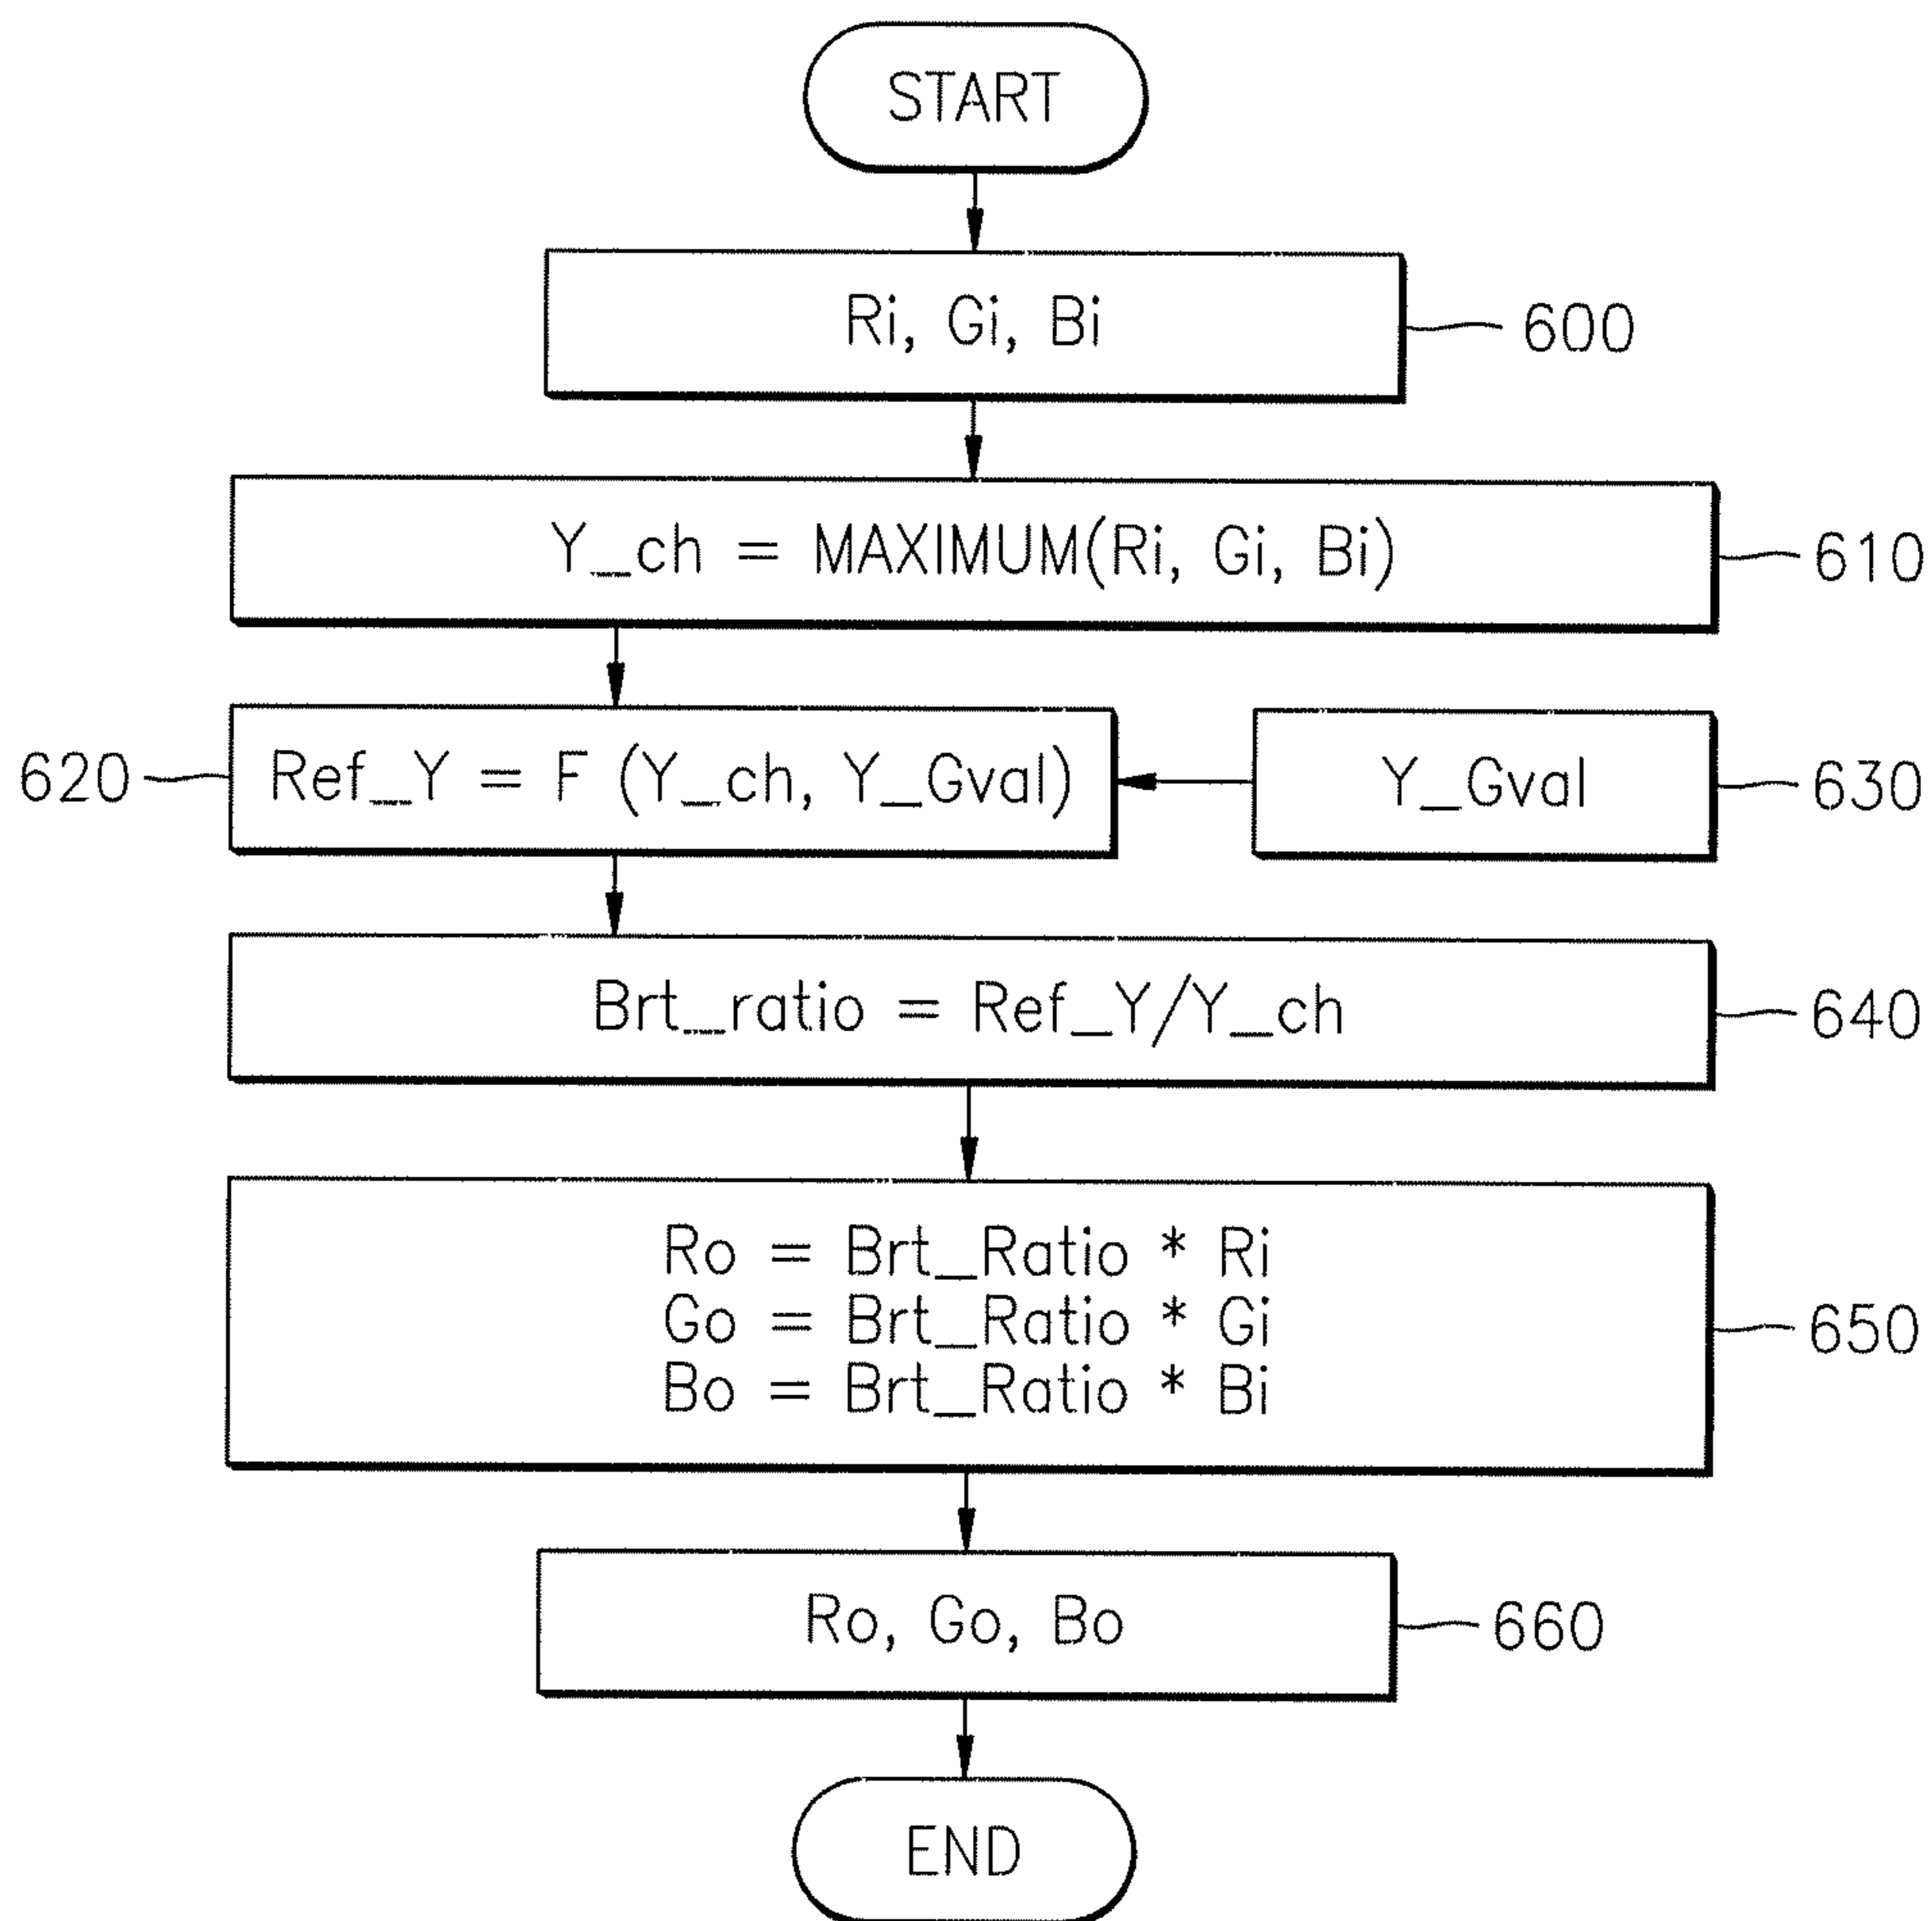 START
Ri, Gi, Bi
600
Y_ch = MAXIMUM(Ri, Gi, Bi)
610
620
Ref_Y = F (Y_ch, Y_Gval)
Y_Gval
630
Brt_ratio = Ref_Y/Y_ch
640
Ro = Brt_Ratio * Ri
Go = Brt_Ratio * Gi
Bo = Brt_Ratio * Bi
650
Ro, Go, Bo
660
END